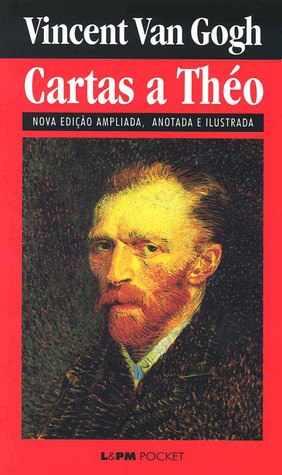 Vincent Van Gogh
Cartas a Théo
NOVA EDIÇÃO AMPLIADA, ANOTADA E ILUSTRADA
L&PM POCKET